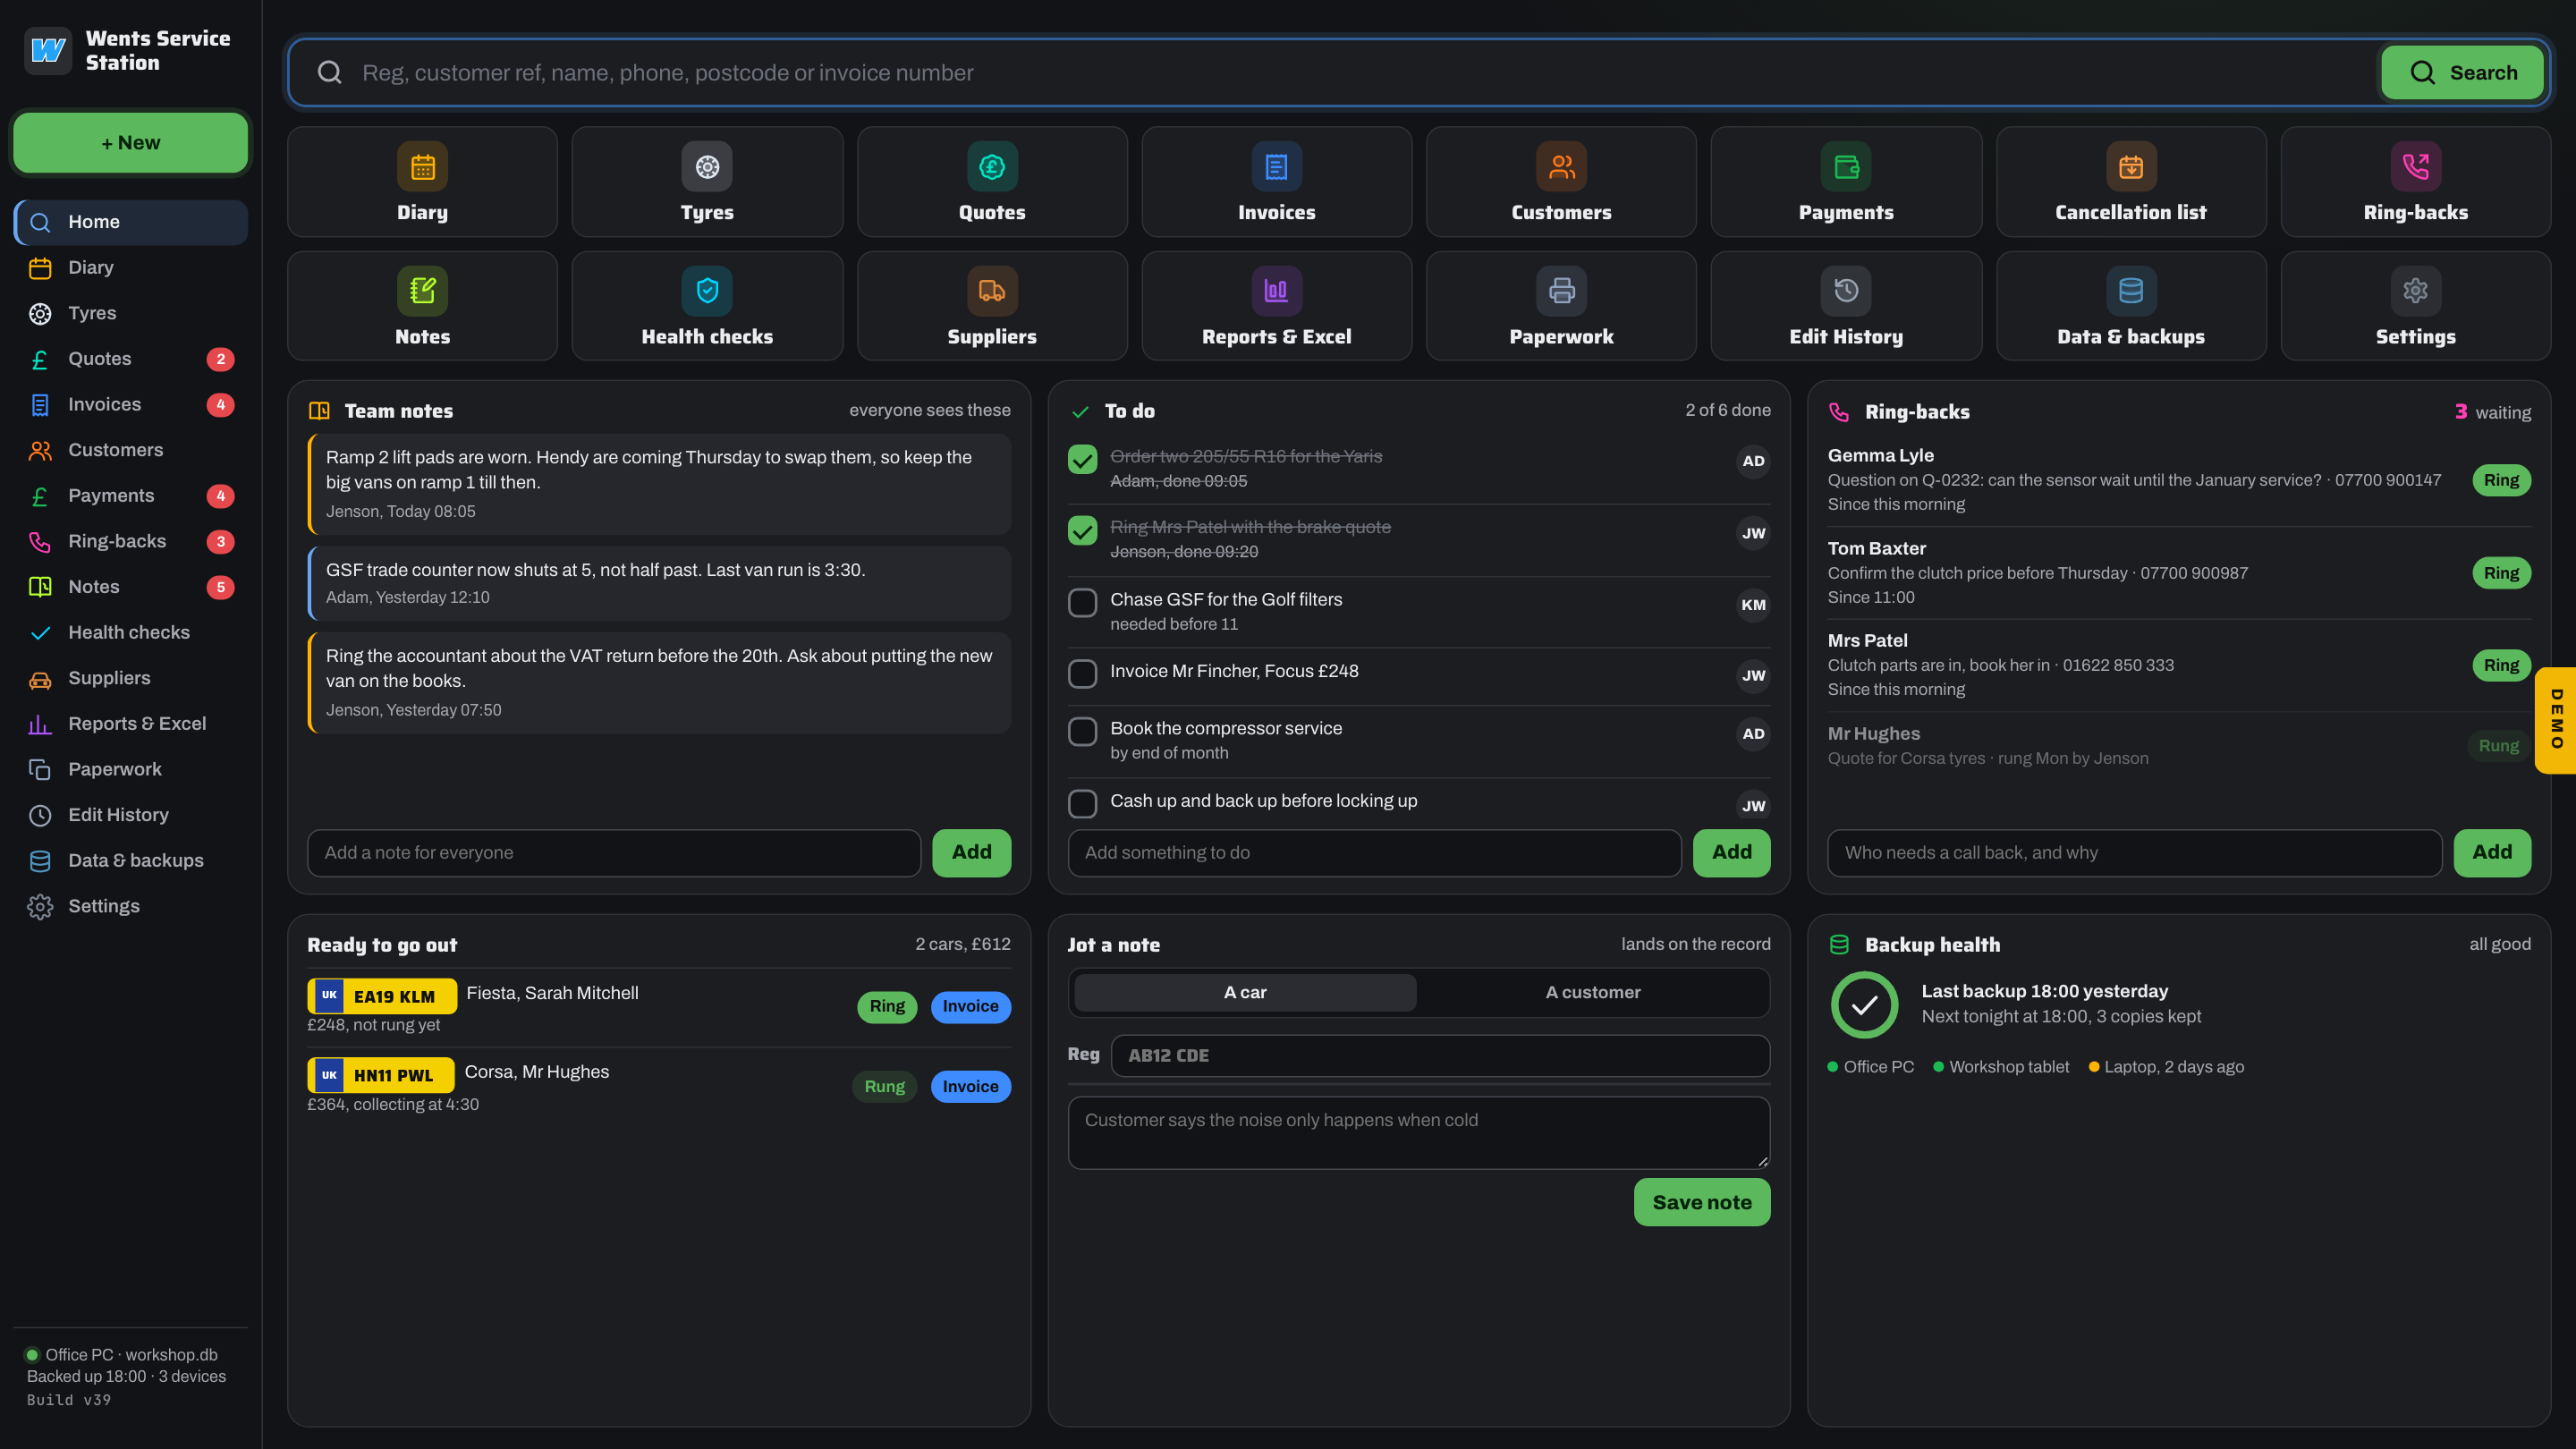 Wents Service
Station
+ New
Home
Diary
Tyres
Quotes 2
Invoices 4
Customers
Payments 4
Ring-backs 3
Notes 5
Health checks
Suppliers
Reports & Excel
Paperwork
Edit History
Data & backups
Settings
Office PC · workshop.db
Backed up 18:00 · 3 devices
Build v39
Reg, customer ref, name, phone, postcode or invoice number
Search
Diary
Tyres
Quotes
Invoices
Customers
Payments
Cancellation list
Ring-backs
Notes
Health checks
Suppliers
Reports & Excel
Paperwork
Edit History
Data & backups
Settings
Team notes
everyone sees these
Ramp 2 lift pads are worn. Hendy are coming Thursday to swap them, so keep the
big vans on ramp 1 till then.
Jenson, Today 08:05
GSF trade counter now shuts at 5, not half past. Last van run is 3:30.
Adam, Yesterday 12:10
Ring the accountant about the VAT return before the 20th. Ask about putting the new
van on the books.
Jenson, Yesterday 07:50
Add a note for everyone
Add
To do
2 of 6 done
Order two 205/55 R16 for the Yaris
Adam, done 09:05
AD
Ring Mrs Patel with the brake quote
Jenson, done 09:20
JW
Chase GSF for the Golf filters
needed before 11
KM
Invoice Mr Fincher, Focus £248
JW
Book the compressor service
by end of month
AD
Cash up and back up before locking up
JW
Add something to do
Add
Ring-backs
3 waiting
Gemma Lyle
Question on Q-0232: can the sensor wait until the January service? · 07700 900147
Since this morning
Ring
Tom Baxter
Confirm the clutch price before Thursday · 07700 900987
Since 11:00
Ring
Mrs Patel
Clutch parts are in, book her in · 01622 850 333
Since this morning
Ring
Mr Hughes
Quote for Corsa tyres · rung Mon by Jenson
Rung
Who needs a call back, and why
Add
DEMO
Ready to go out
2 cars, £612
UK EA19 KLM Fiesta, Sarah Mitchell
£248, not rung yet
Ring
Invoice
UK HN11 PWL Corsa, Mr Hughes
£364, collecting at 4:30
Rung
Invoice
Jot a note
lands on the record
A car
A customer
Reg
AB12 CDE
Customer says the noise only happens when cold
Save note
Backup health
all good
Last backup 18:00 yesterday
Next tonight at 18:00, 3 copies kept
Office PC
Workshop tablet
Laptop, 2 days ago